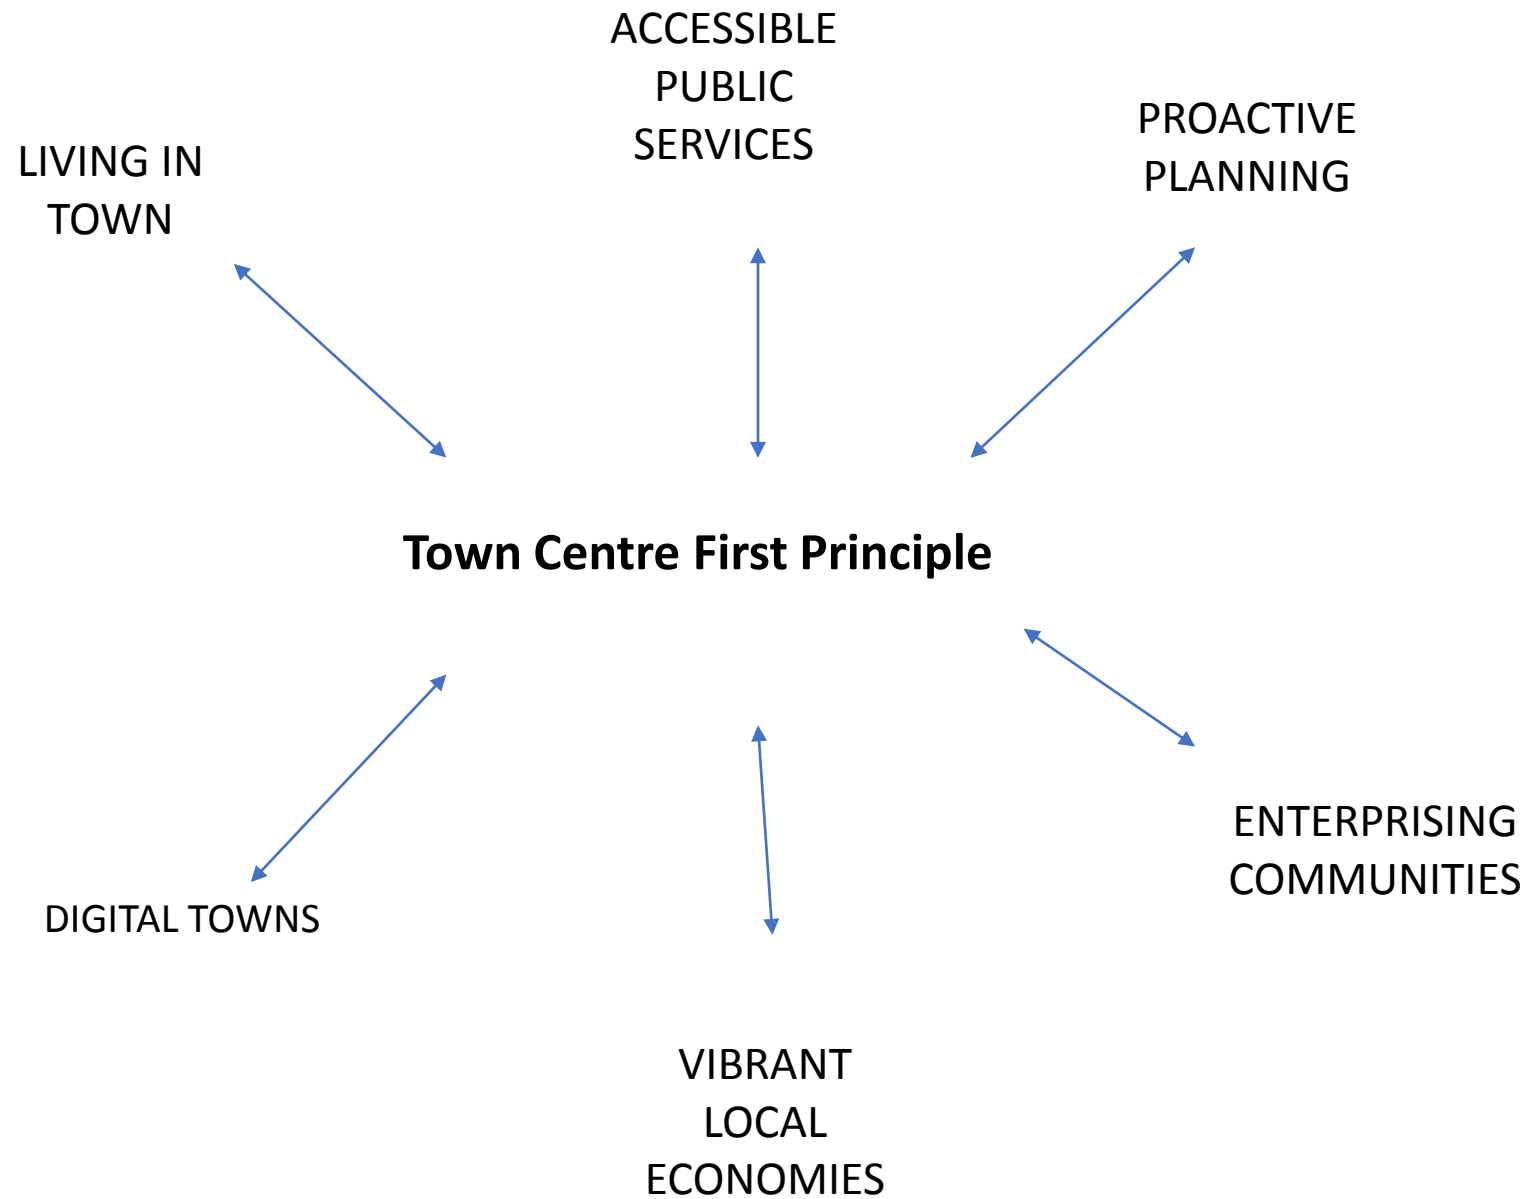 ACCESSIBLE
PUBLIC
SERVICES
PROACTIVE
PLANNING
LIVING IN
TOWN
Town Centre First Principle
ENTERPRISING
COMMUNITIES
DIGITAL TOWNS
VIBRANT
LOCAL
ECONOMIES